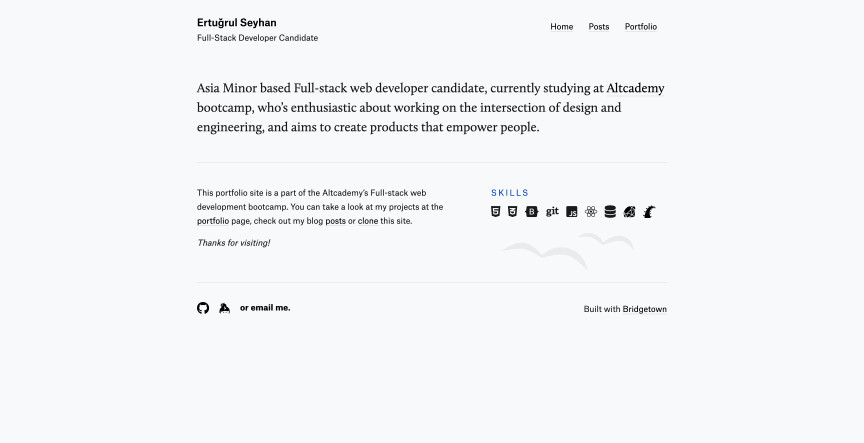 Ertuğrul Seyhan
Full-Stack Developer Candidate
Home Posts Portfolio
Asia Minor based Full-stack web developer candidate, currently studying at Altcademy
bootcamp, who's enthusiastic about working on the intersection of design and
engineering, and aims to create products that empower people.
This portfolio site is a part of the Altcademy's Full-stack web
development bootcamp. You can take a look at my projects at the
portfolio page, check out my blog posts or clone this site.
Thanks for visiting!
SKILLS
B git JS
or email me.
Built with Bridgetown